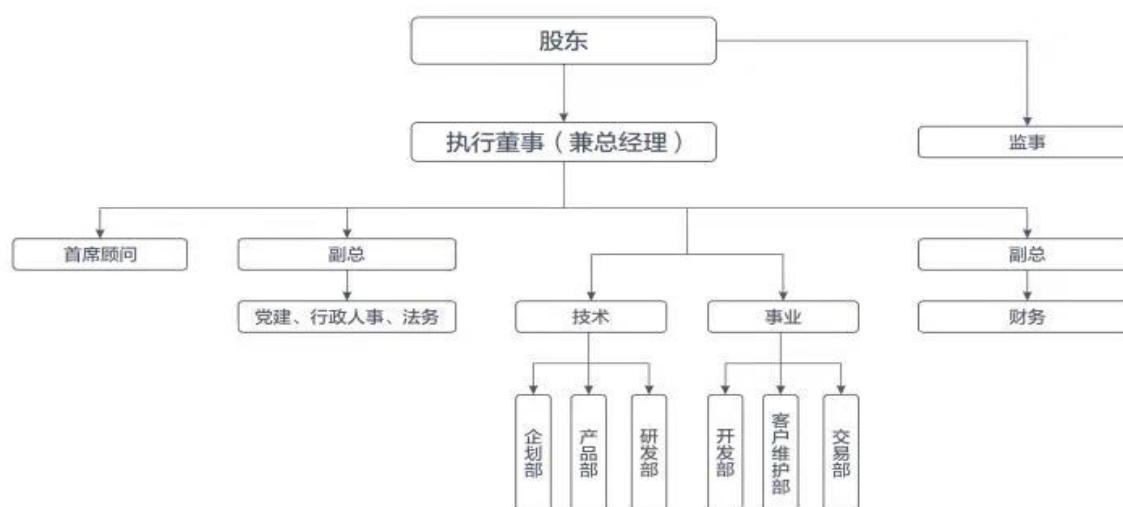 股东
执行董事（兼总经理）
监事
首席顾问
副总
副总
党建、行政人事、法务
技术
事业
财务
企划部
产品部
研发部
开发部
客户维护部
交易部